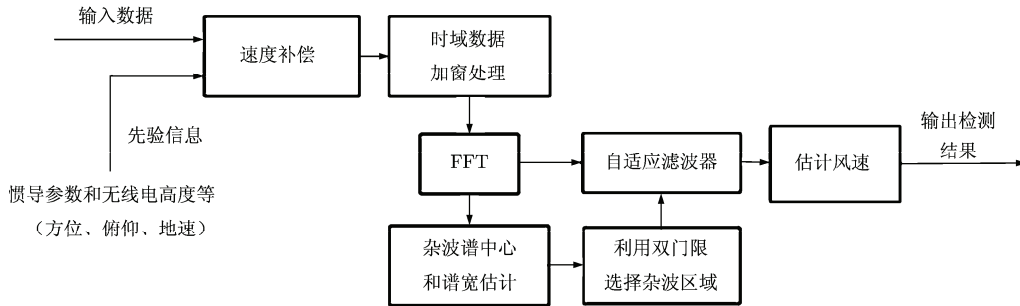 输入数据
速度补偿
时域数据
加窗处理
先验信息
惯导参数和无线电高度等
（方位、俯仰、地速）
FFT
自适应滤波器
估计风速
输出检测
结果
杂波谱中心
和谱宽估计
利用双门限
选择杂波区域